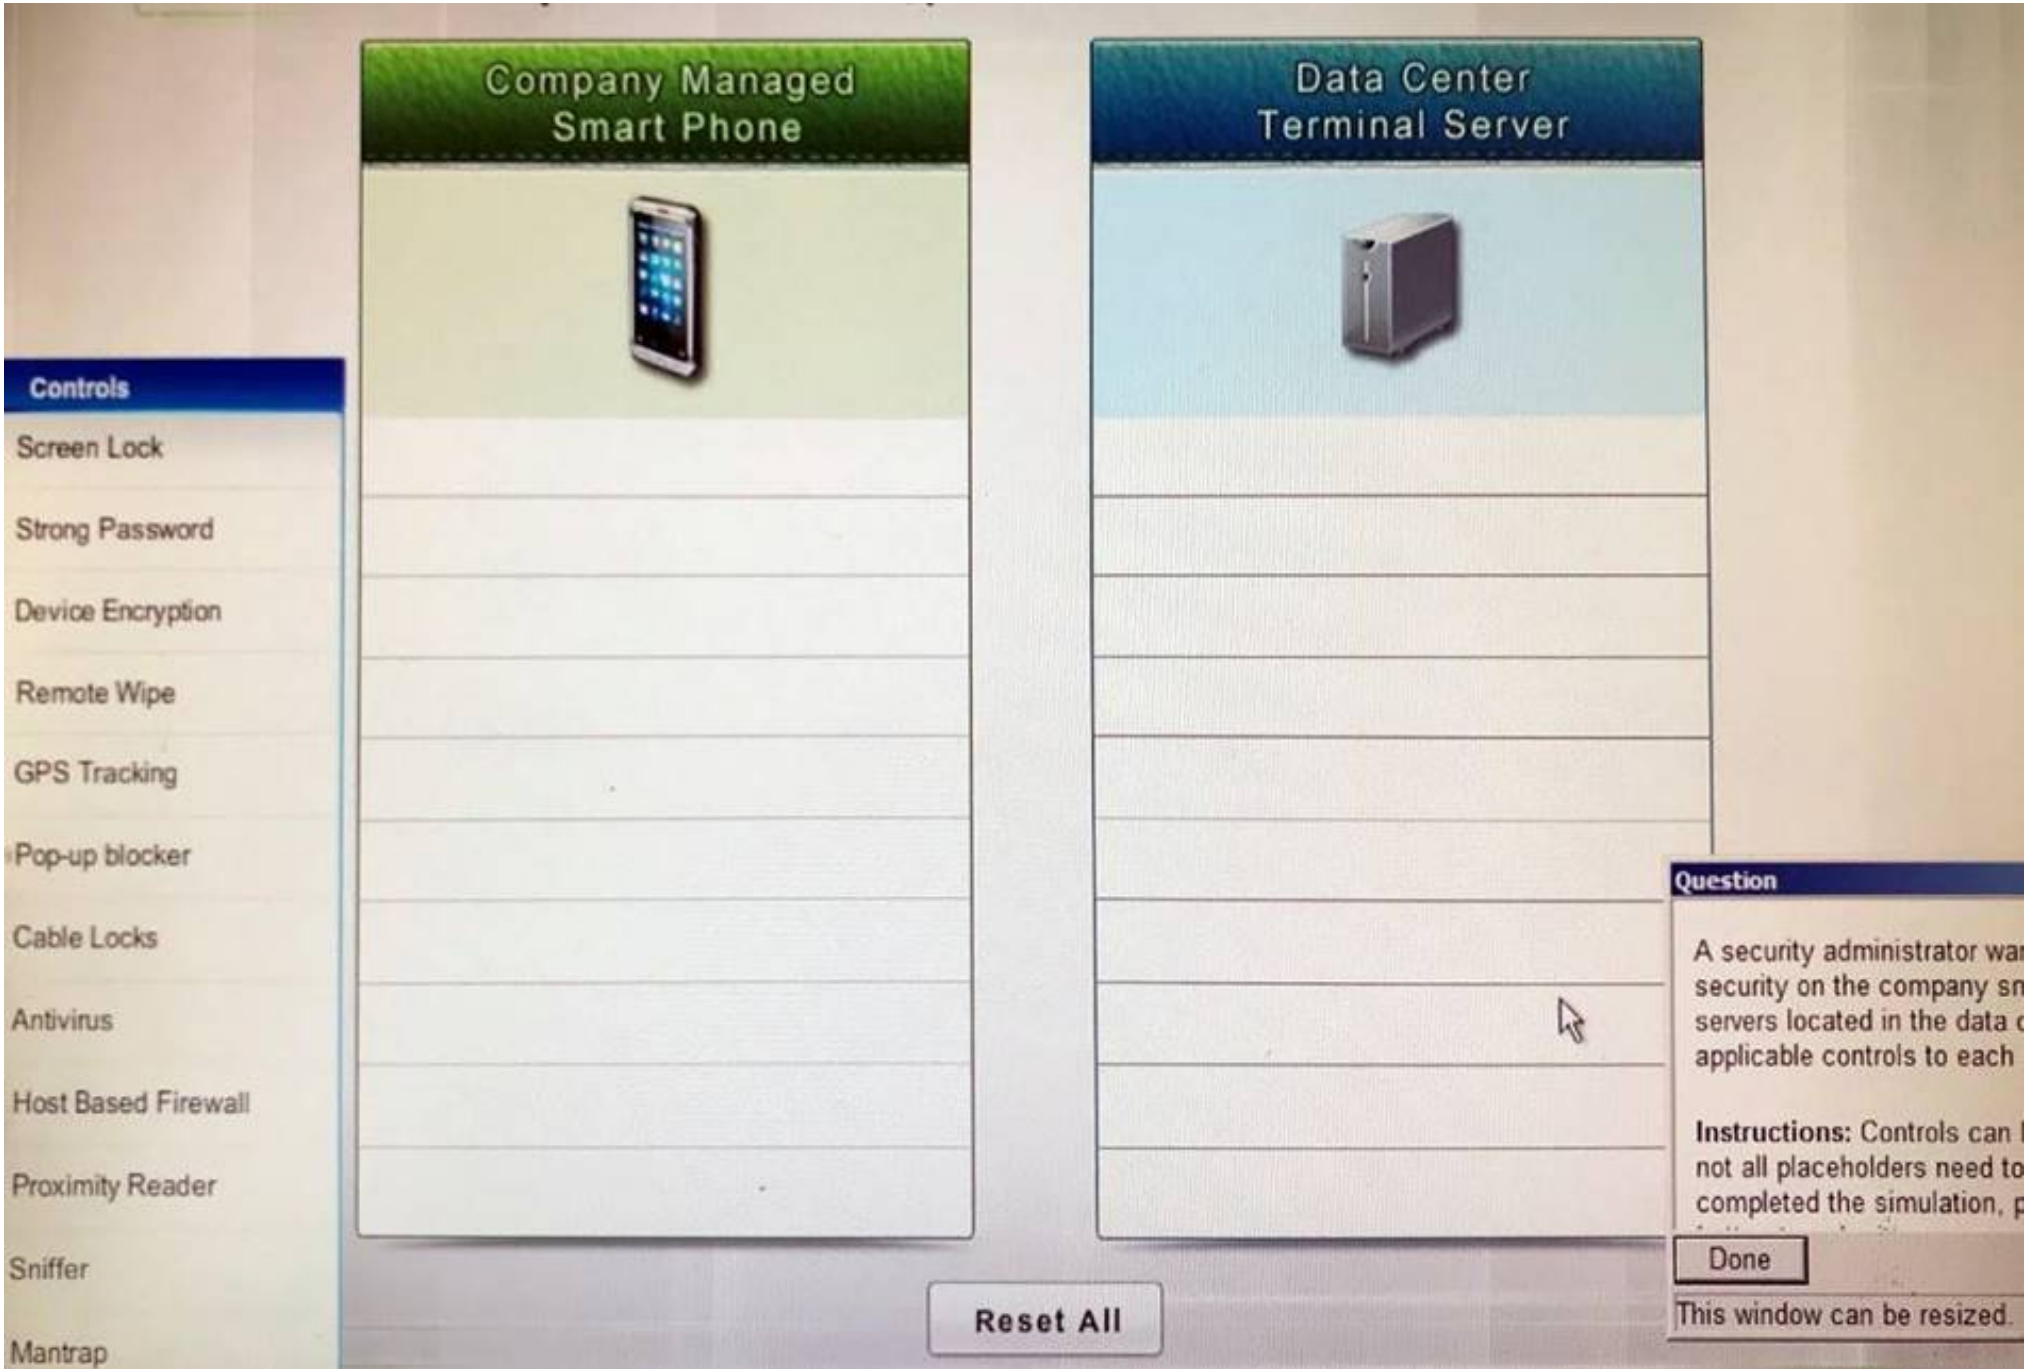 Company Managed
Smart Phone
Data Center
Terminal Server
Controls
Screen Lock
Strong Password
Device Encryption
Remote Wipe
GPS Tracking
Pop-up blocker
Cable Locks
Antivirus
Host Based Firewall
Proximity Reader
Sniffer
Mantrap
Reset All
Question
A security administrator
security on the company
servers located in the data
applicable controls to each
Instructions: Controls can
not all placeholders need to
completed the simulation,
Done
This window can be resized.